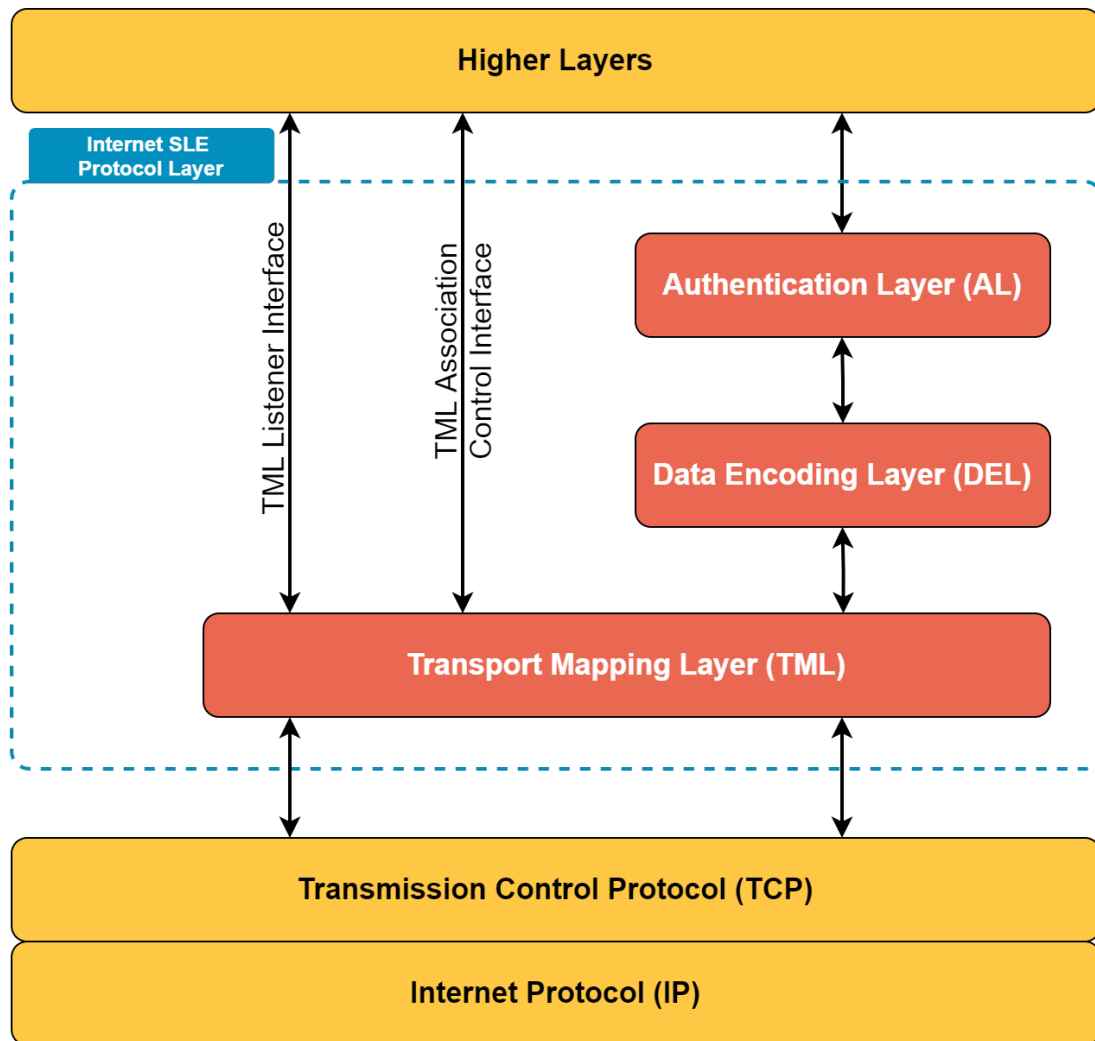 Higher Layers
Internet SLE
Protocol Layer
TML Listener Interface
TML Association
Control Interface
Authentication Layer (AL)
Data Encoding Layer (DEL)
Transport Mapping Layer (TML)
Transmission Control Protocol (TCP)
Internet Protocol (IP)